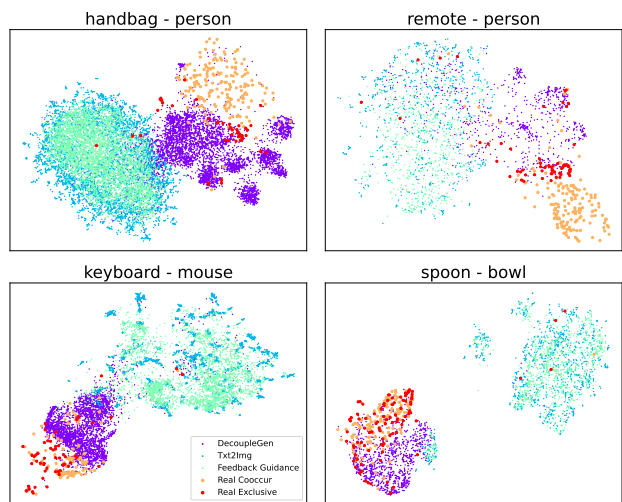 handbag - person
remote - person
keyboard - mouse
spoon - bowl
DecoupleGen
Txt2Img
Feedback Guidance
Real Cooccur
Real Exclusive